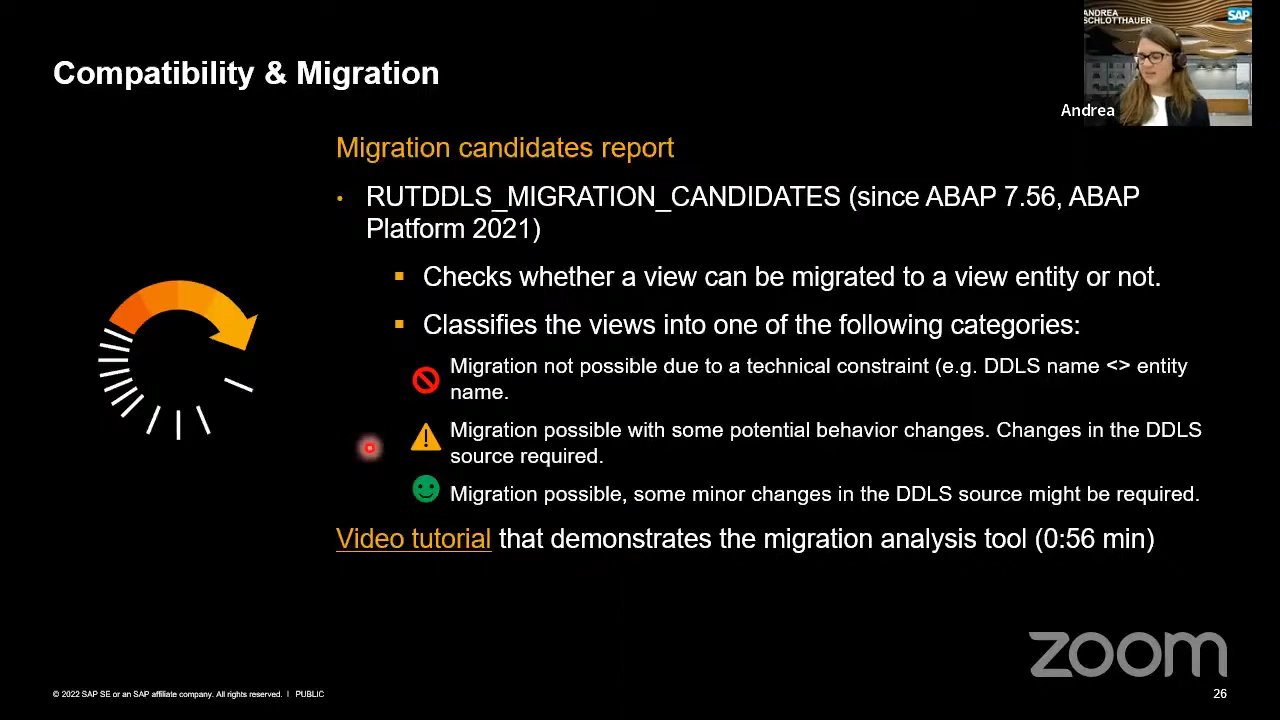 ANDREA
SCHLOTTHAUER
SAP
Andrea
Compatibility & Migration
Migration candidates report
• RUTDDLS_MIGRATION_CANDIDATES (since ABAP 7.56, ABAP
Platform 2021)
▪ Checks whether a view can be migrated to a view entity or not.
▪ Classifies the views into one of the following categories:
Migration not possible due to a technical constraint (e.g. DDLS name <> entity
name.
Migration possible with some potential behavior changes. Changes in the DDLS
source required.
Migration possible, some minor changes in the DDLS source might be required.
Video tutorial that demonstrates the migration analysis tool (0:56 min)
zoom
© 2022 SAP SE or an SAP affiliate company. All rights reserved. | PUBLIC
26